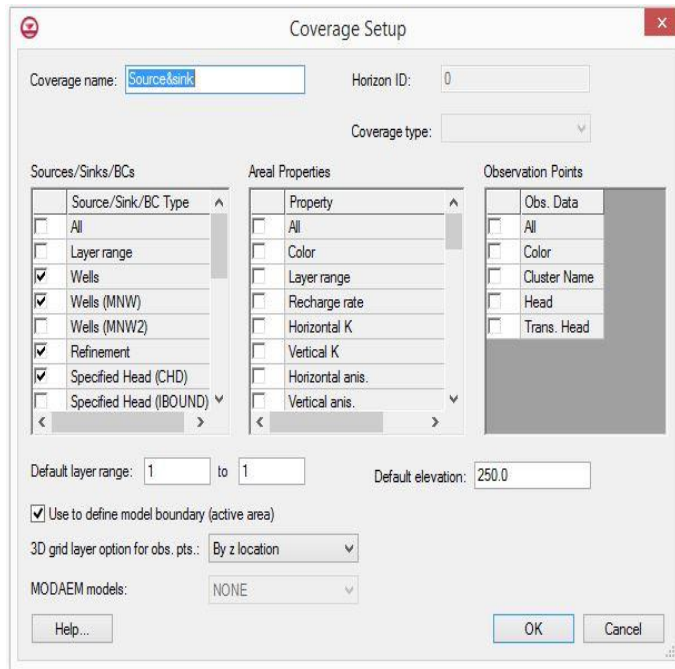 Coverage Setup
x
Coverage name: Source&sink Horizon ID: 0
Coverage type:
Sources/Sinks/BCs Areal Properties Observation Points
Source/Sink/BC Type Property Obs. Data
All All All
Layer range Color Color
Wells Layer range Cluster Name
Wells (MNW) Recharge rate Head
Wells (MNW2) Horizontal K Trans. Head
Refinement Vertical K
Specified Head (CHD) Horizontal anis.
Specified Head (IBOUND) Vertical anis.
Default layer range: 1 to 1 Default elevation: 250.0
Use to define model boundary (active area)
3D grid layer option for obs. pts.: By z location
MODAEM models: NONE
Help... OK Cancel